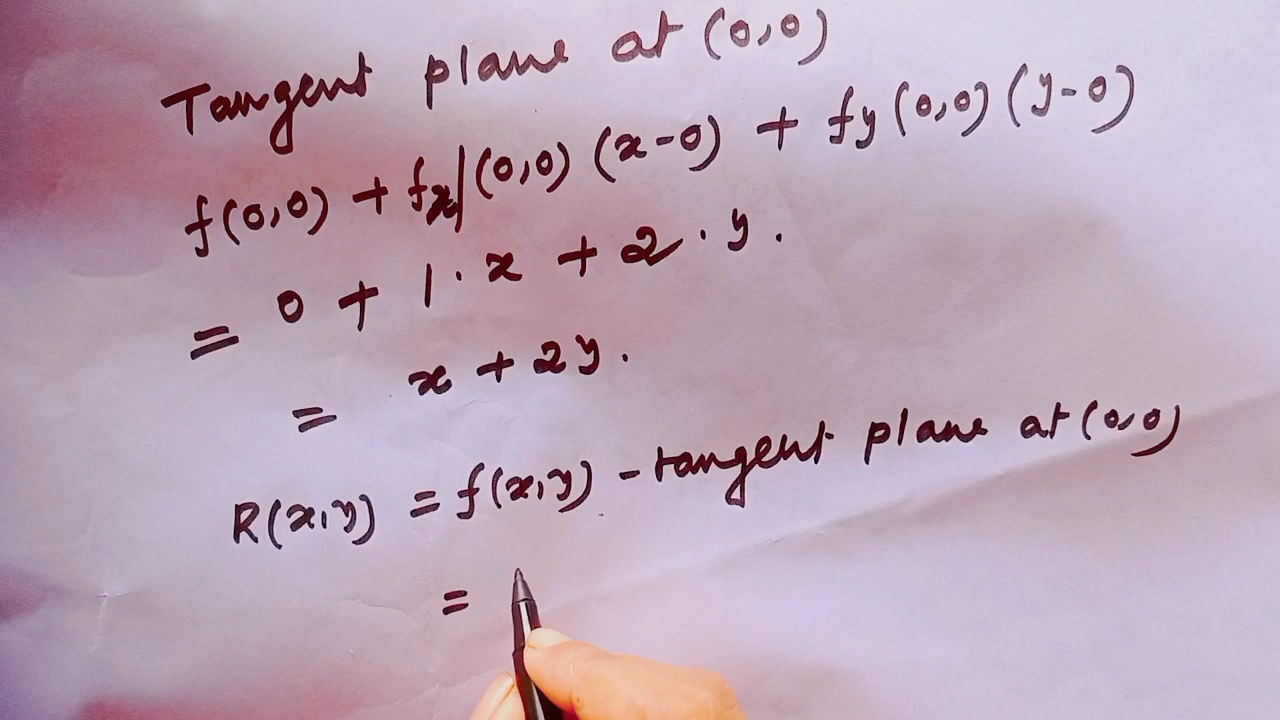 Tangent plane at (0,0)
f(0,0) + fx|(0,0) (x-0) + fy(0,0) (y-0)
= 0 + 1·x + 2·y.
= x + 2y.
R(x,y) = f(x,y) - tangent plane at (0,0)
=